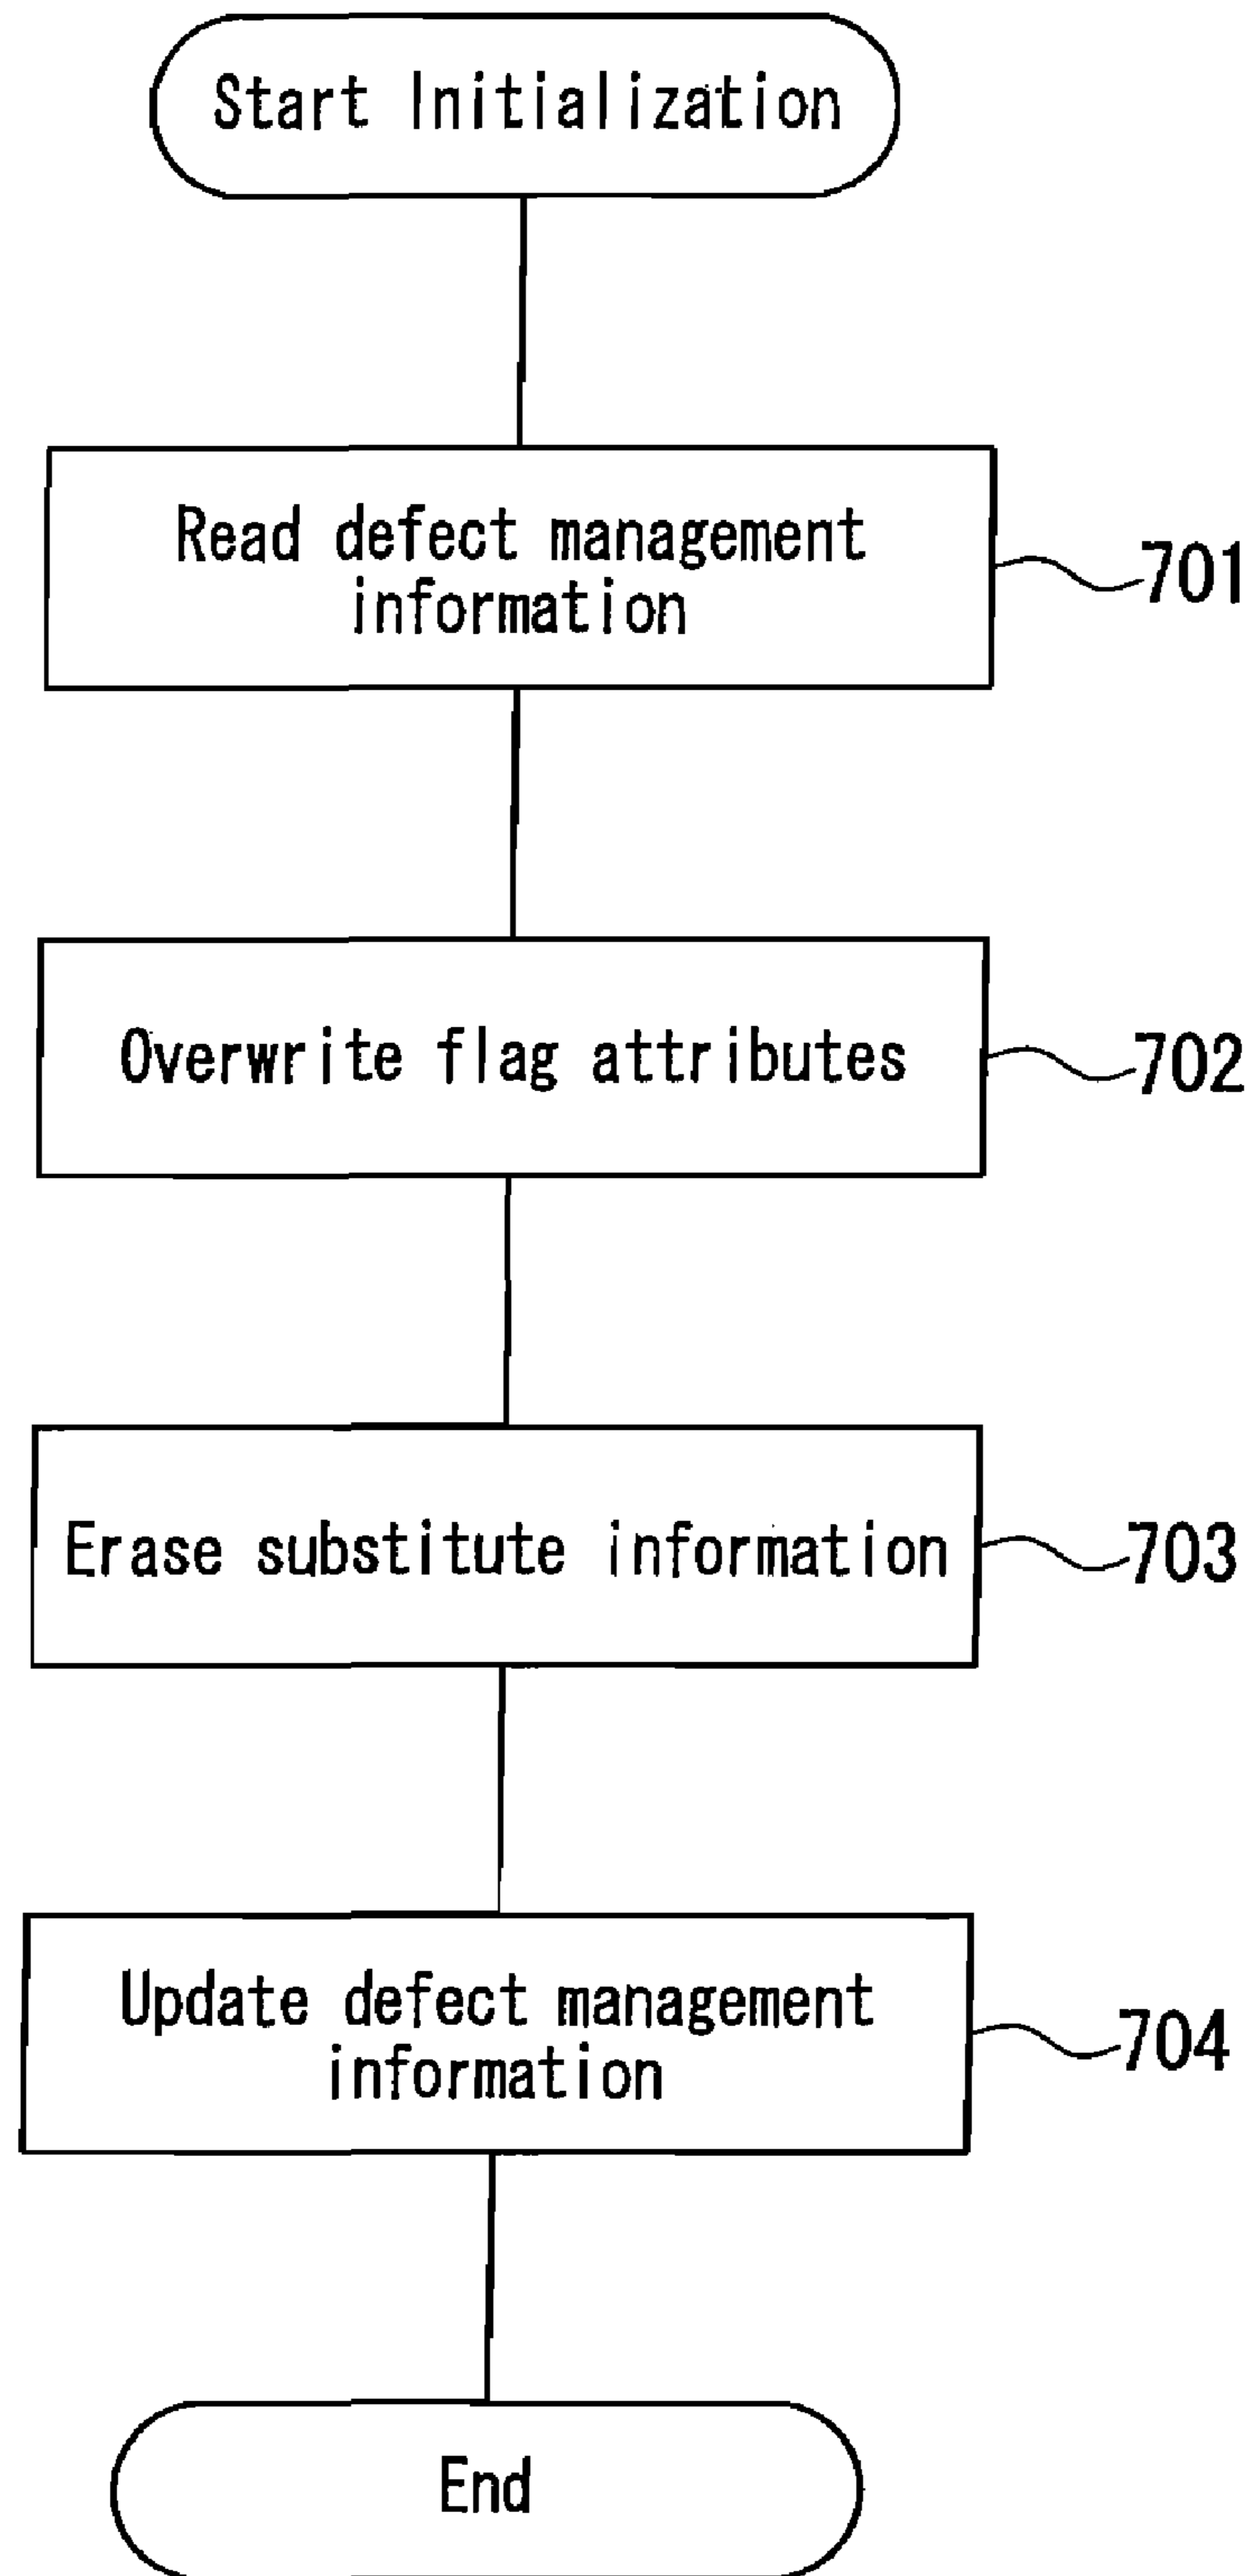 Start Initialization
Read defect management
information
701
Overwrite flag attributes
702
Erase substitute information
703
Update defect management
information
704
End